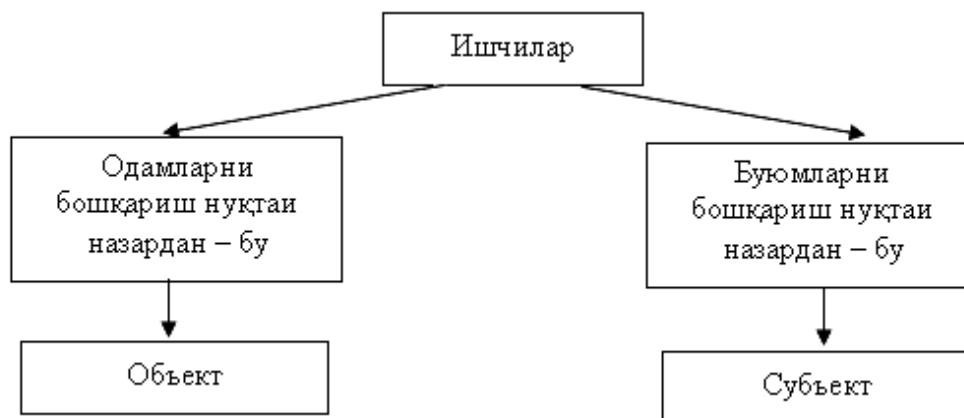 Ишчилар
Одамларни
бошқариш нуқтаи
назардан – бу
Буюмларни
бошқариш нуқтаи
назардан – бу
Объект
Субъект